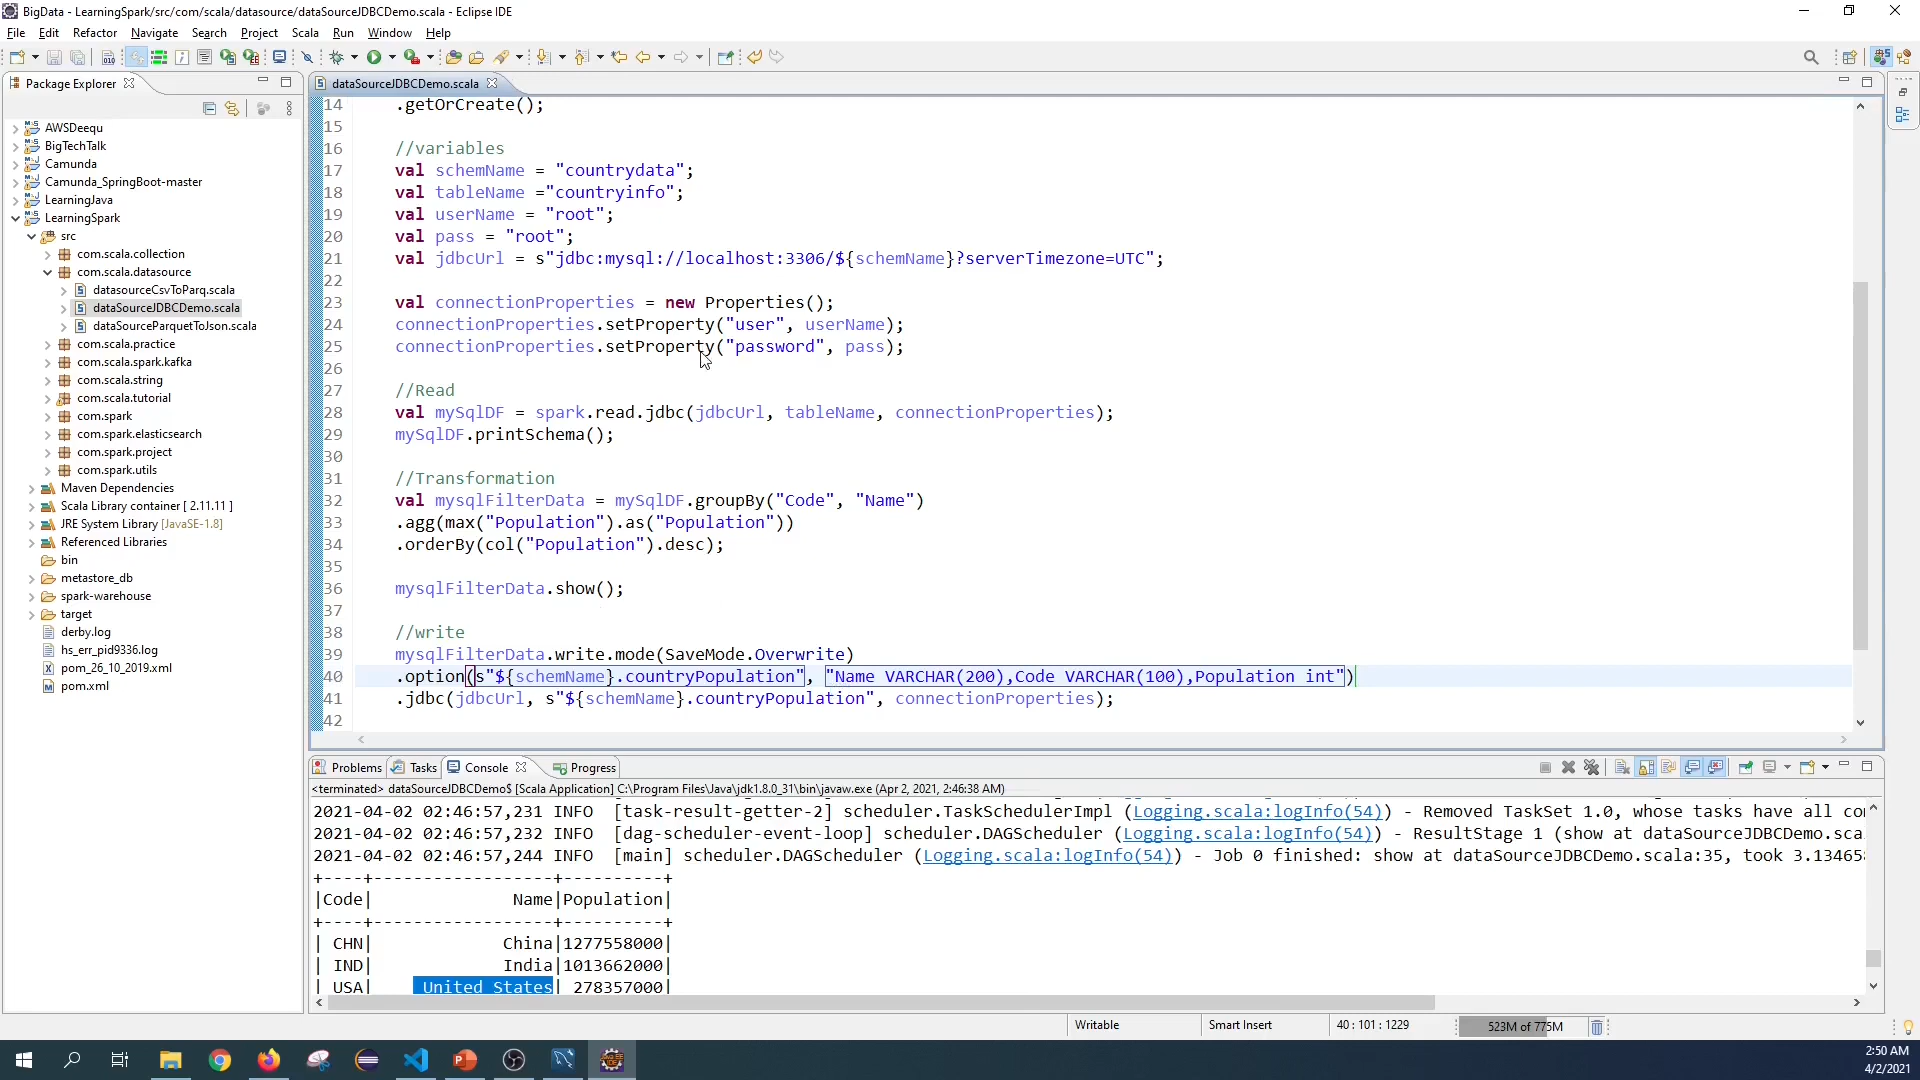 BigData - LearningSpark/src/com/scala/datasource/dataSourceJDBCDemo.scala - Eclipse IDE
File Edit Refactor Navigate Search Project Scala Run Window Help
Package Explorer
dataSourceJDBCDemo.scala
AWSDeequ
BigTechTalk
Camunda
Camunda_SpringBoot-master
LearningJava
LearningSpark
src
com.scala.collection
com.scala.datasource
datasourceCsvToParq.scala
dataSourceJDBCDemo.scala
dataSourceParquetToJson.scala
com.scala.practice
com.scala.spark.kafka
com.scala.string
com.scala.tutorial
com.spark
com.spark.elasticsearch
com.spark.project
com.spark.utils
Maven Dependencies
Scala Library container [ 2.11.11 ]
JRE System Library [JavaSE-1.8]
Referenced Libraries
bin
metastore_db
spark-warehouse
target
derby.log
hs_err_pid9336.log
pom_26_10_2019.xml
pom.xml
14 .getOrCreate();
15
16 //variables
17 val schemName = "countrydata";
18 val tableName ="countryinfo";
19 val userName = "root";
20 val pass = "root";
21 val jdbcUrl = s"jdbc:mysql://localhost:3306/${schemName}?serverTimezone=UTC";
22
23 val connectionProperties = new Properties();
24 connectionProperties.setProperty("user", userName);
25 connectionProperties.setProperty("password", pass);
26
27 //Read
28 val mySqlDF = spark.read.jdbc(jdbcUrl, tableName, connectionProperties);
29 mySqlDF.printSchema();
30
31 //Transformation
32 val mysqlFilterData = mySqlDF.groupBy("Code", "Name")
33 .agg(max("Population").as("Population"))
34 .orderBy(col("Population").desc);
35
36 mysqlFilterData.show();
37
38 //write
39 mysqlFilterData.write.mode(SaveMode.Overwrite)
40 .option(s"${schemName}.countryPopulation", "Name VARCHAR(200),Code VARCHAR(100),Population int")
41 .jdbc(jdbcUrl, s"${schemName}.countryPopulation", connectionProperties);
42
Problems Tasks Console Progress
<terminated> dataSourceJDBCDemo$ [Scala Application] C:\Program Files\Java\jdk1.8.0_31\bin\javaw.exe (Apr 2, 2021, 2:46:38 AM)
2021-04-02 02:46:57,231 INFO [task-result-getter-2] scheduler.TaskSchedulerImpl (Logging.scala:logInfo(54)) - Removed TaskSet 1.0, whose tasks have all co
2021-04-02 02:46:57,232 INFO [dag-scheduler-event-loop] scheduler.DAGScheduler (Logging.scala:logInfo(54)) - ResultStage 1 (show at dataSourceJDBCDemo.sca
2021-04-02 02:46:57,244 INFO [main] scheduler.DAGScheduler (Logging.scala:logInfo(54)) - Job 0 finished: show at dataSourceJDBCDemo.scala:35, took 3.13465
+----+------------------+----------+
|Code| Name|Population|
+----+------------------+----------+
| CHN| China|1277558000|
| IND| India|1013662000|
| USA| United States| 278357000|
Writable Smart Insert 40 : 101 : 1229 523M of 775M
2:50 AM
4/2/2021